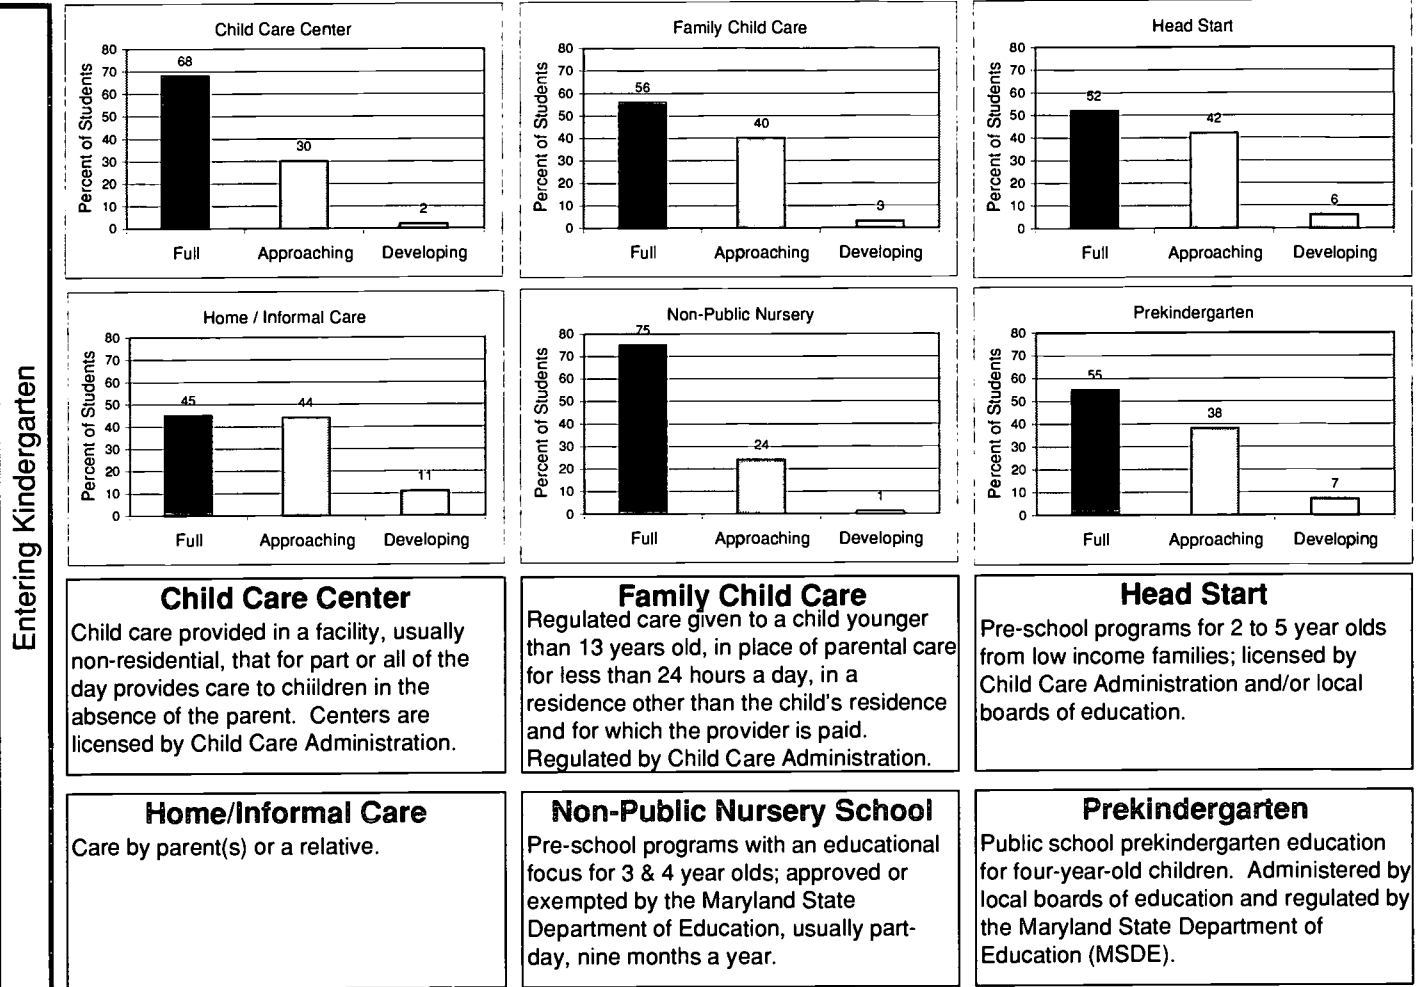 Entering Kindergarten
Child Care Center
Percent of Students
80
70
60
50
40
30
20
10
0
68
30
2
Full Approaching Developing
Family Child Care
Percent of Students
80
70
60
50
40
30
20
10
0
56
40
3
Full Approaching Developing
Head Start
Percent of Students
80
70
60
50
40
30
20
10
0
52
42
6
Full Approaching Developing
Home / Informal Care
Percent of Students
80
70
60
50
40
30
20
10
0
45
44
11
Full Approaching Developing
Non-Public Nursery
Percent of Students
80
70
60
50
40
30
20
10
0
75
24
1
Full Approaching Developing
Prekindergarten
Percent of Students
80
70
60
50
40
30
20
10
0
55
38
7
Full Approaching Developing
Child Care Center
Child care provided in a facility, usually
non-residential, that for part or all of the
day provides care to chiildren in the
absence of the parent. Centers are
licensed by Child Care Administration.
Family Child Care
Regulated care given to a child younger
than 13 years old, in place of parental care
for less than 24 hours a day, in a
residence other than the child's residence
and for which the provider is paid.
Regulated by Child Care Administration.
Head Start
Pre-school programs for 2 to 5 year olds
from low income families; licensed by
Child Care Administration and/or local
boards of education.
Home/Informal Care
Care by parent(s) or a relative.
Non-Public Nursery School
Pre-school programs with an educational
focus for 3 & 4 year olds; approved or
exempted by the Maryland State
Department of Education, usually part-
day, nine months a year.
Prekindergarten
Public school prekindergarten education
for four-year-old children. Administered by
local boards of education and regulated by
the Maryland State Department of
Education (MSDE).